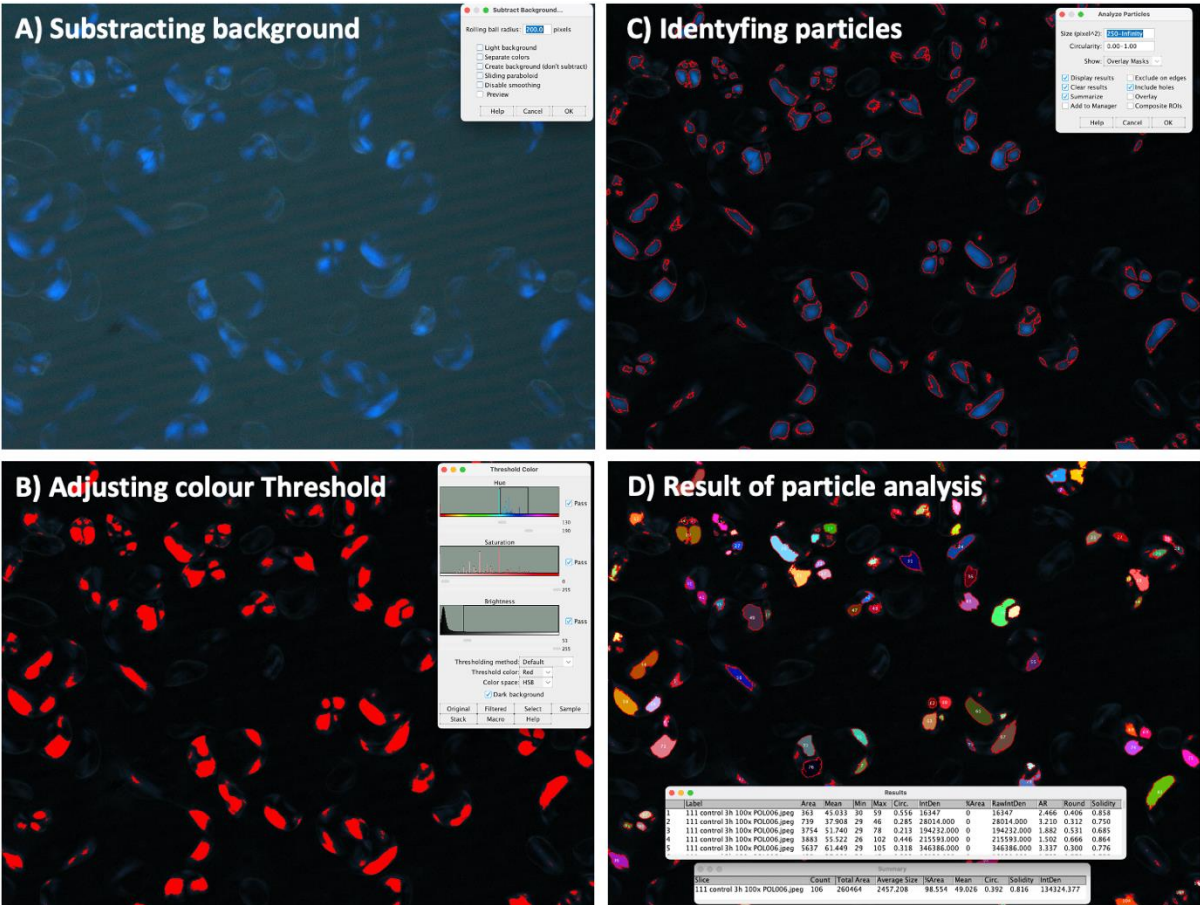 A) Substracting background
Subtract Background...
Rolling ball radius: 200.0 pixels
Light background
Separate colors
Create background (don't subtract)
Sliding paraboloid
Disable smoothing
Preview
Help Cancel OK
C) Identyfing particles
Analyze Particles
Size (pixel^2): 250-Infinity
Circularity: 0.00-1.00
Show: Overlay Masks
Display results Exclude on edges
Clear results Include holes
Summarize Overlay
Add to Manager Composite ROIs
Help Cancel OK
B) Adjusting colour Threshold
Threshold Color
Hue
Pass
Saturation
Pass
0
255
Brightness
Pass
255
Thresholding method: Default
Threshold color: Red
Color space: HSB
Dark background
Original Filtered Select Sample
Stack Macro Help
D) Result of particle analysis
Results
Label Area Mean Min Max Circ. IntDen %Area RawIntDen AR Round Solidity
1 111 control 3h 100x POL006.jpeg 363 45.033 30 59 0.556 16347 0 16347 2.466 0.406 0.858
2 111 control 3h 100x POL006.jpeg 739 37.908 29 46 0.285 28014.000 0 28014.000 3.210 0.312 0.750
3 111 control 3h 100x POL006.jpeg 3754 51.740 29 78 0.213 194232.000 0 194232.000 1.882 0.531 0.685
4 111 control 3h 100x POL006.jpeg 3883 55.522 26 102 0.446 215593.000 0 215593.000 1.502 0.666 0.864
5 111 control 3h 100x POL006.jpeg 5637 61.449 29 105 0.318 346386.000 0 346386.000 3.337 0.300 0.776
Summary
Slice Count Total Area Average Size %Area Mean Circ. Solidity IntDen
111 control 3h 100x POL006.jpeg 106 260464 2457.208 98.554 49.026 0.392 0.816 134324.377